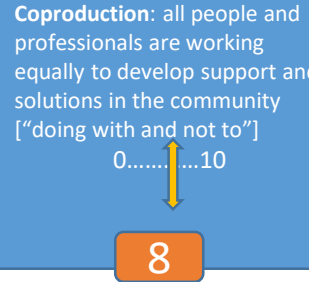 Coproduction: all people and
professionals are working
equally to develop support and
solutions in the community
["doing with and not to"]
0.............10
8